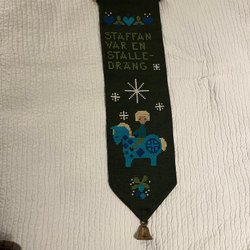 STAFFAN
VAR EN
STALLE-
DRÄNG